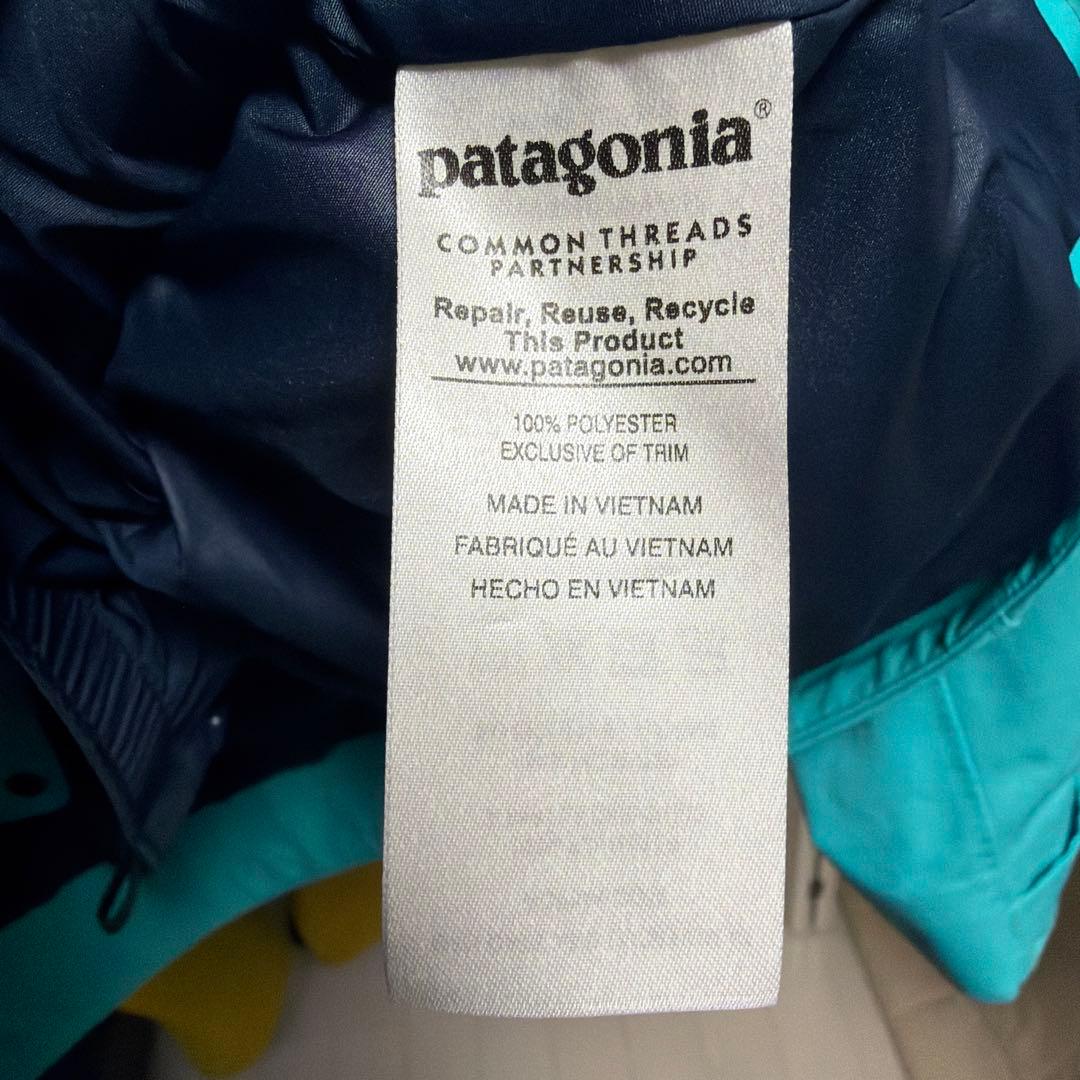 patagonia®
COMMON THREADS
PARTNERSHIP
Repair, Reuse, Recycle
This Product
www.patagonia.com
100% POLYESTER
EXCLUSIVE OF TRIM
MADE IN VIETNAM
FABRIQUÉ AU VIETNAM
HECHO EN VIETNAM